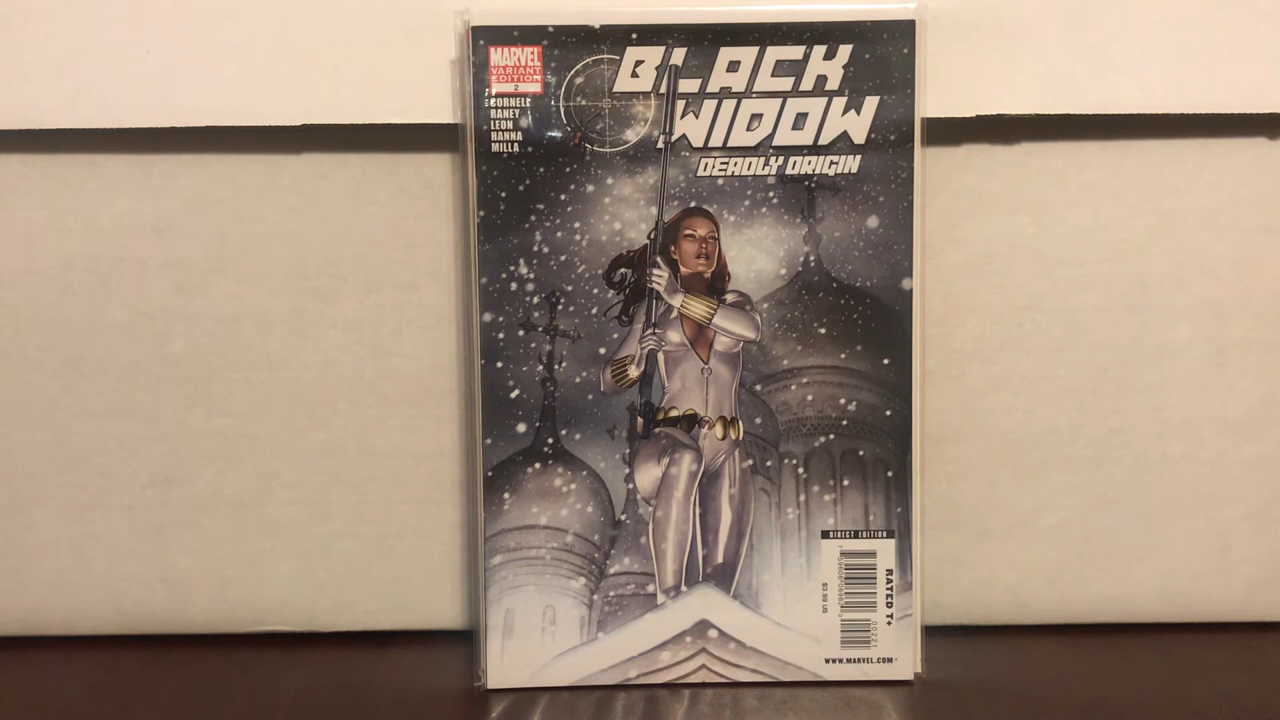 MARVEL
VARIANT
EDITION
2
CORNELL
RANEY
LEON
HANNA
MILLA
BLACK
WIDOW
DEADLY ORIGIN
DIRECT EDITION
RATED T+
$3.99 US
00221
WWW.MARVEL.COM